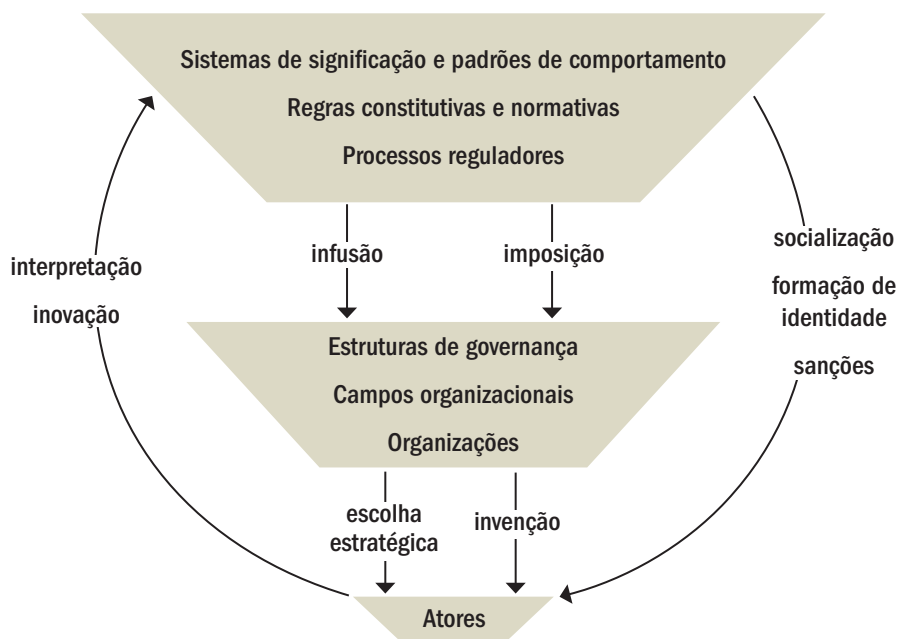 Sistemas de significação e padrões de comportamento
Regras constitutivas e normativas
Processos reguladores
infusão
imposição
interpretação
inovação
socialização
formação de
identidade
sanções
Estruturas de governança
Campos organizacionais
Organizações
escolha
estratégica
invenção
Atores